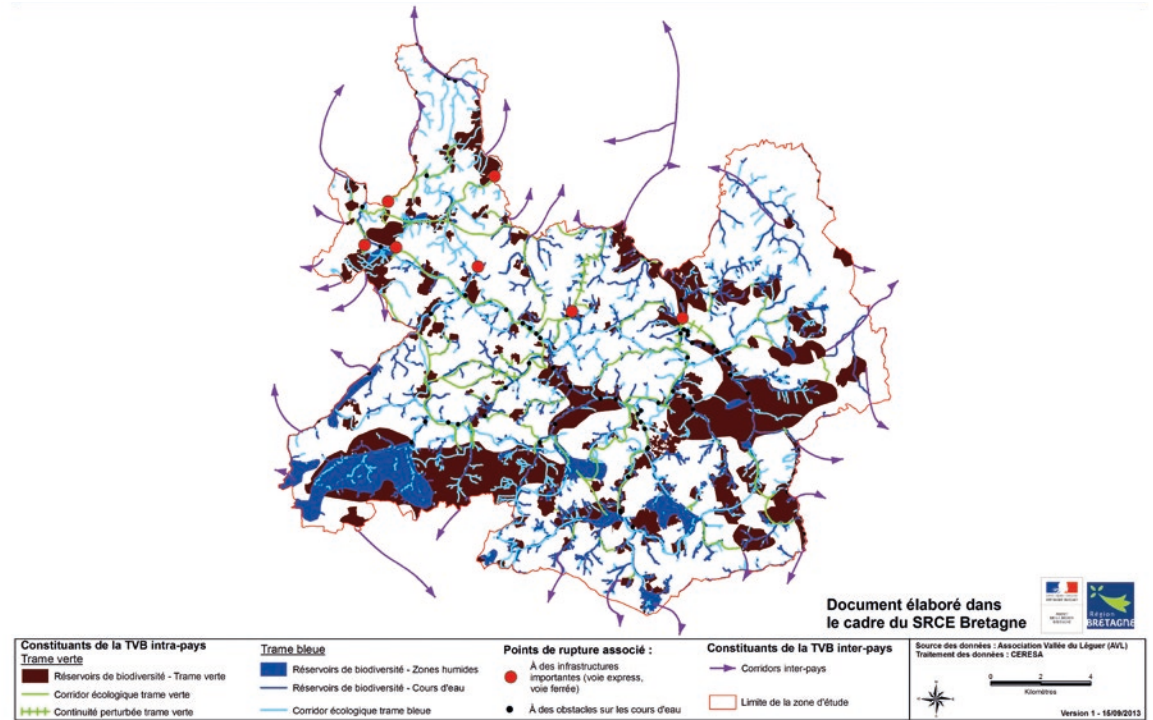 Document élaboré dans
le cadre du SRCE Bretagne
Région
BRETAGNE
Constituants de la TVB intra-pays
Trame verte
Réservoirs de biodiversité - Trame verte
Corridor écologique trame verte
Continuité perturbée trame verte
Trame bleue
Réservoirs de biodiversité - Zones humides
Réservoirs de biodiversité - Cours d'eau
Corridor écologique trame bleue
Points de rupture associé :
À des infrastructures
importantes (voie express,
voie ferrée)
À des obstacles sur les cours d'eau
Constituants de la TVB inter-pays
Corridors inter-pays
Limite de la zone d'étude
Source des données : Association Vallée du Léguer (AVL)
Traitement des données : CERESA
0 2 4
Kilomètres
Version 1 - 15/09/2013